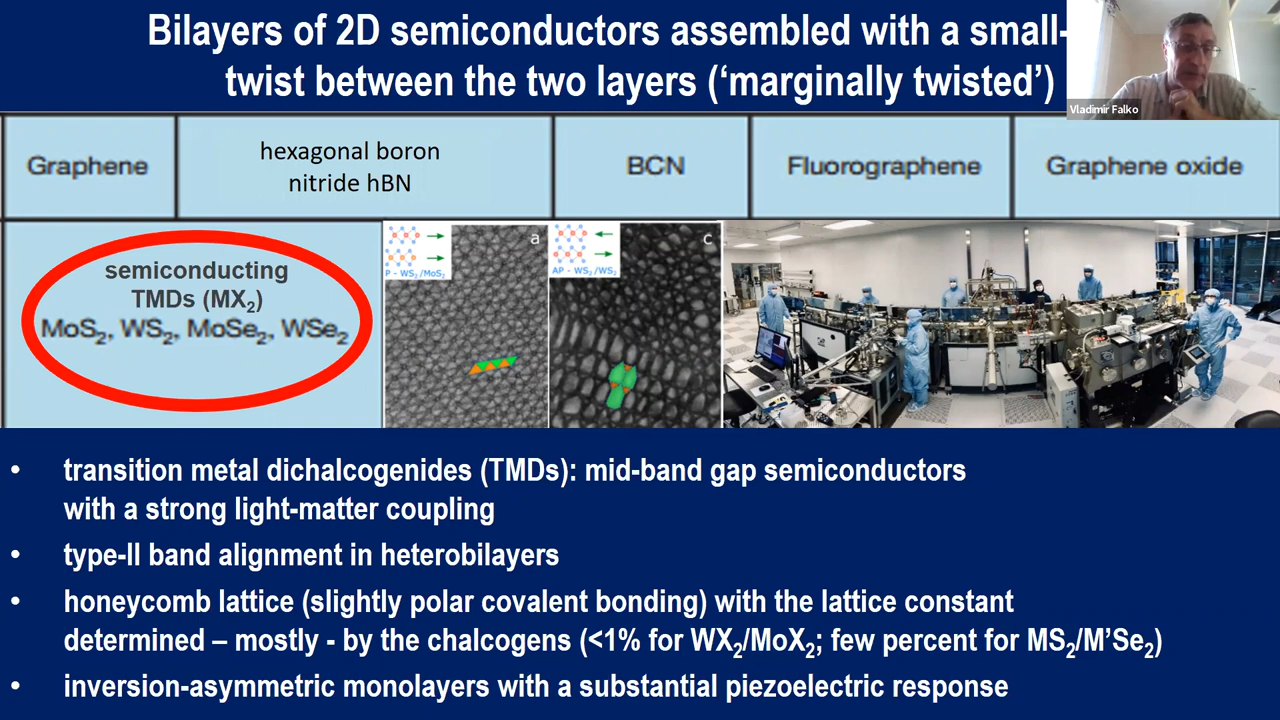 Bilayers of 2D semiconductors assembled with a small-
twist between the two layers (‘marginally twisted’)
Vladimir Falko
Graphene
hexagonal boron
nitride hBN
BCN
Fluorographene
Graphene oxide
semiconducting
TMDs (MX₂)
MoS₂, WS₂, MoSe₂, WSe₂
a
P - WS₂/MoS₂
c
AP - WS₂/WS₂
• transition metal dichalcogenides (TMDs): mid-band gap semiconductors
with a strong light-matter coupling
• type-II band alignment in heterobilayers
• honeycomb lattice (slightly polar covalent bonding) with the lattice constant
determined – mostly - by the chalcogens (<1% for WX₂/MoX₂; few percent for MS₂/M’Se₂)
• inversion-asymmetric monolayers with a substantial piezoelectric response